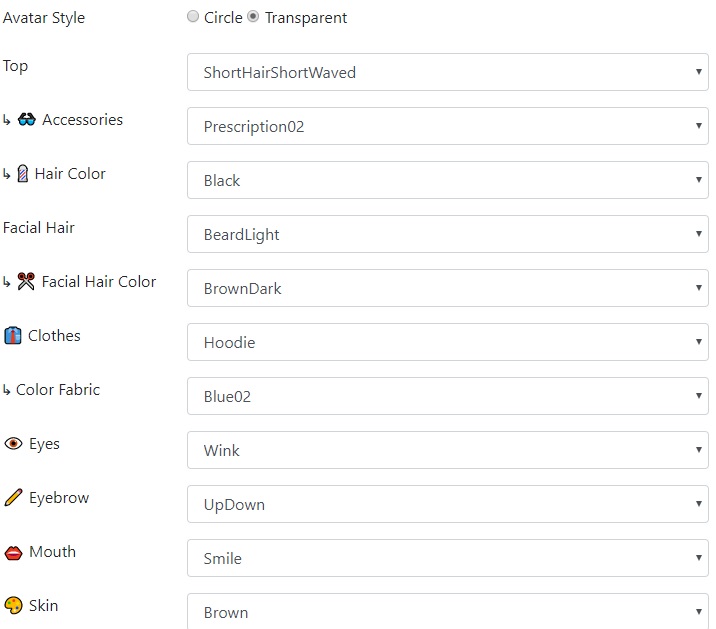 Avatar Style Circle Transparent
Top ShortHairShortWaved
↳ Accessories Prescription02
↳ Hair Color Black
Facial Hair BeardLight
↳ Facial Hair Color BrownDark
Clothes Hoodie
↳ Color Fabric Blue02
Eyes Wink
Eyebrow UpDown
Mouth Smile
Skin Brown